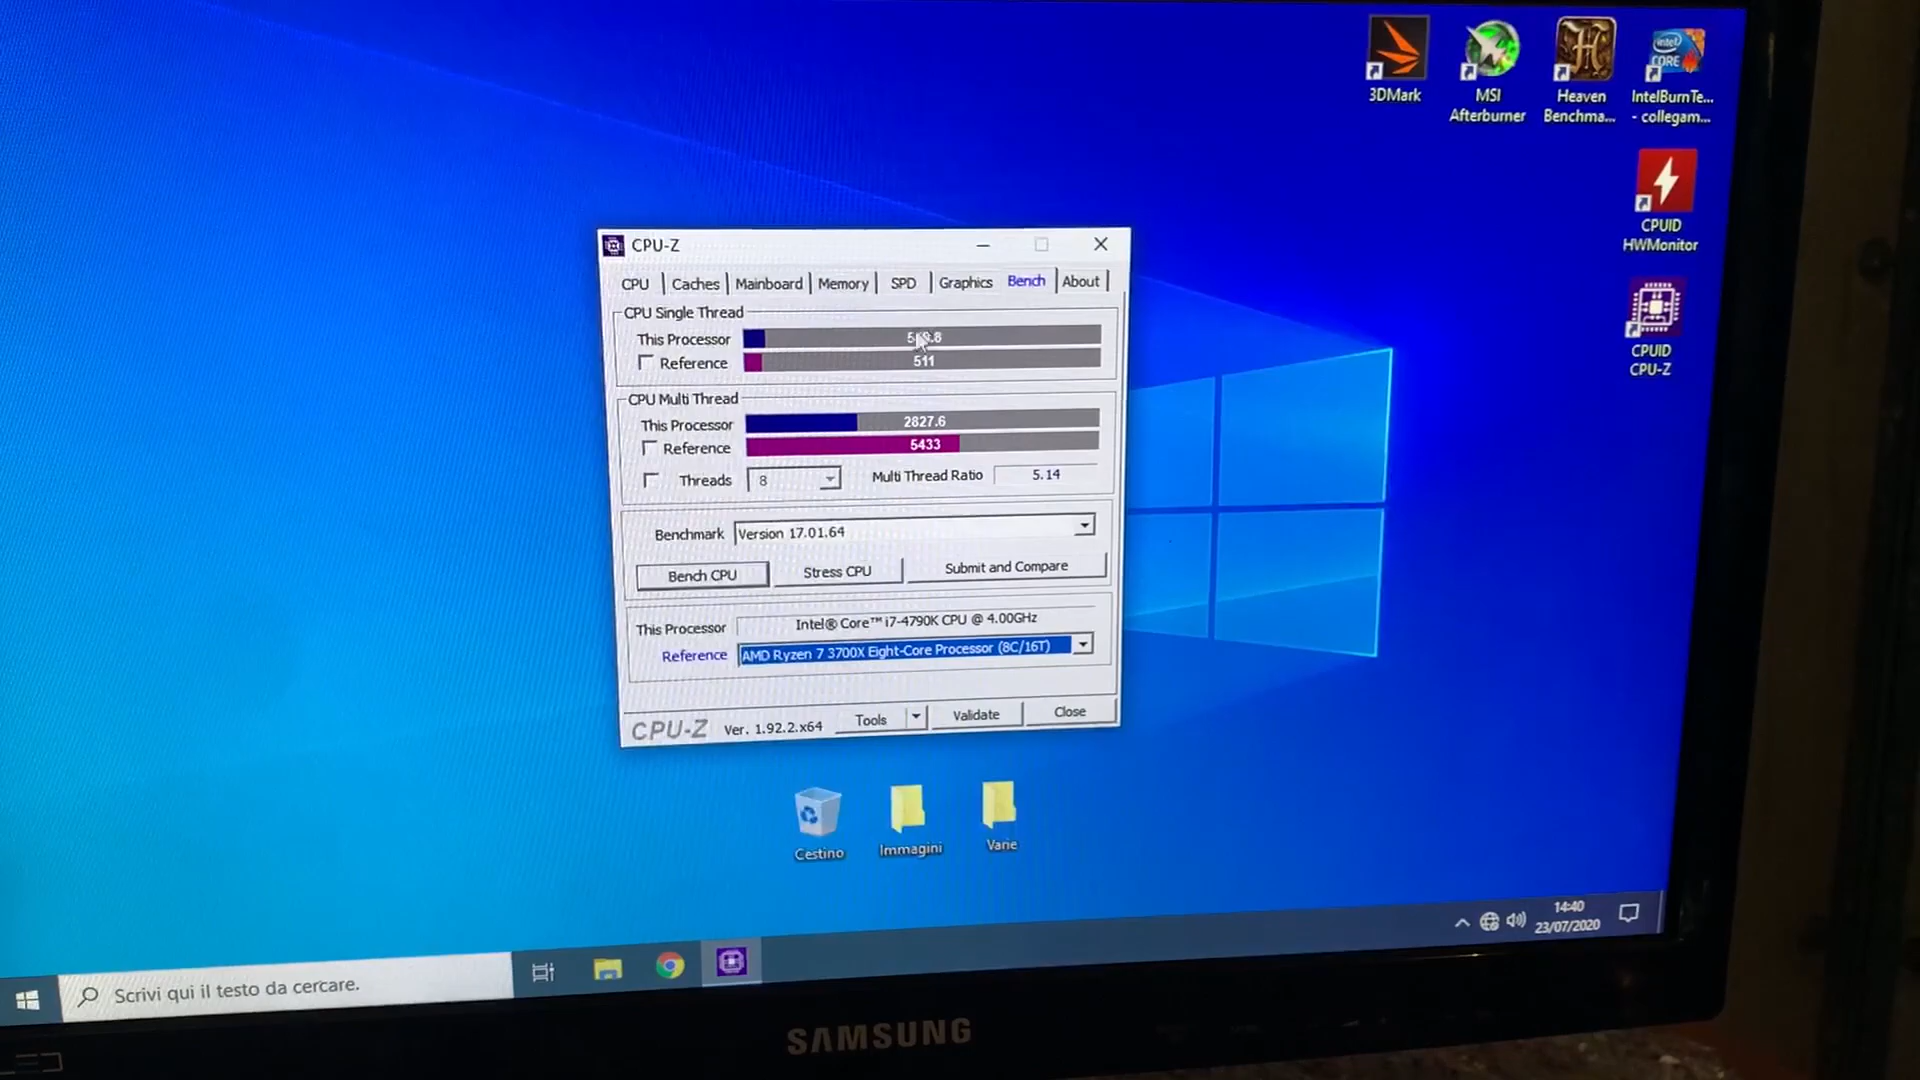 3DMark
MSI
Afterburner
Heaven
Benchma...
intel
CORE
IntelBurnTe...
- collegam...
CPUID
HWMonitor
CPUID
CPU-Z
CPU-Z
CPU Caches Mainboard Memory SPD Graphics Bench About
CPU Single Thread
This Processor
Reference 511
CPU Multi Thread
This Processor 2827.6
Reference 5433
Threads 8 Multi Thread Ratio 5.14
Benchmark Version 17.01.64
Bench CPU Stress CPU Submit and Compare
This Processor Intel® Core™ i7-4790K CPU @ 4.00GHz
Reference AMD Ryzen 7 3700X Eight-Core Processor (8C/16T)
CPU-Z Ver. 1.92.2.x64 Tools Validate Close
Cestino Immagini Varie
14:40
23/07/2020
Scrivi qui il testo da cercare.
SAMSUNG